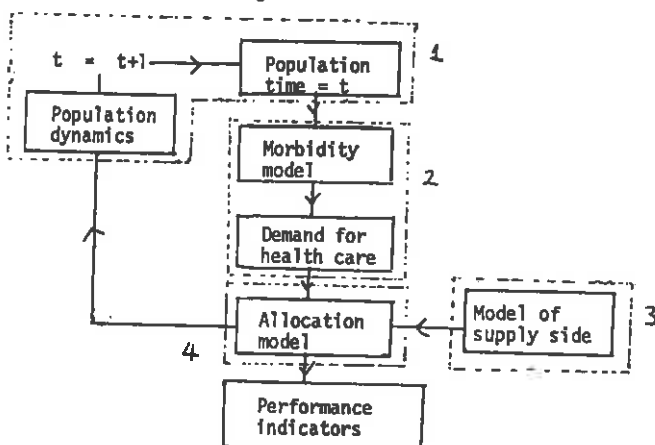 t = t+1
Population
time = t
1
Population
dynamics
Morbidity
model
2
Demand for
health care
Allocation
model
4
Model of
supply side
3
Performance
indicators